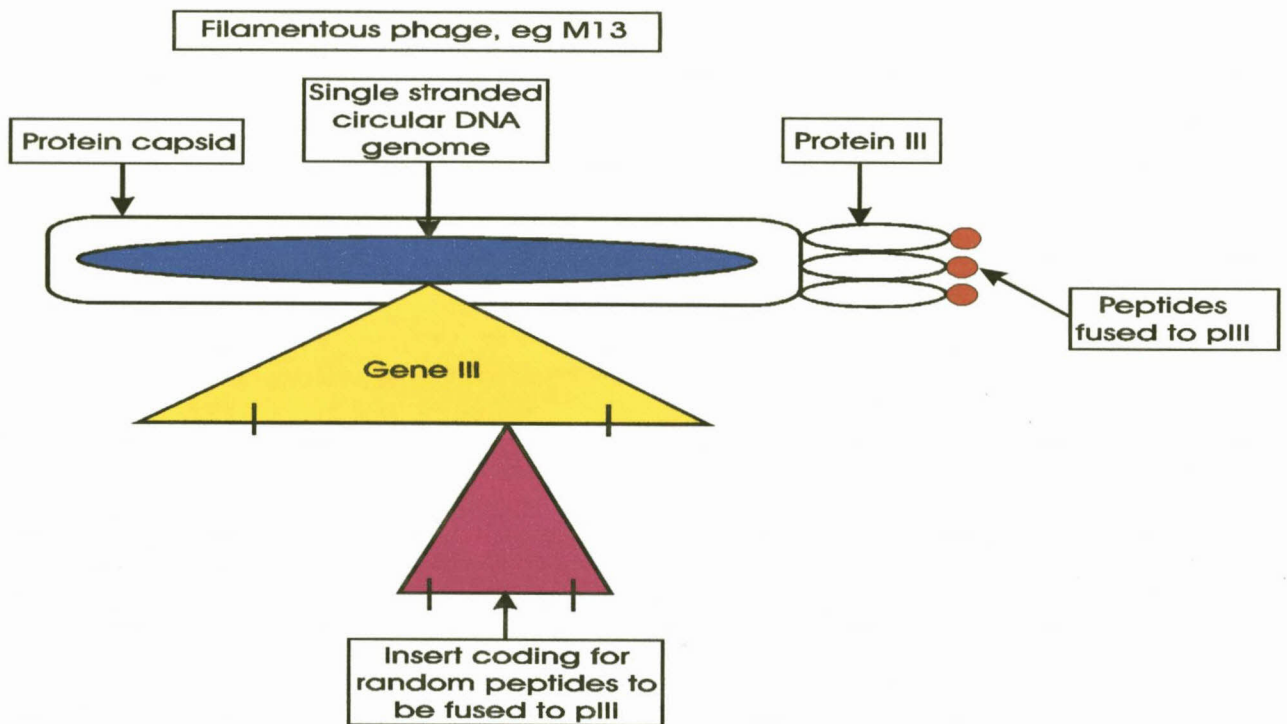 Filamentous phage, eg M13
Single stranded
circular DNA
genome
Protein capsid
Protein III
Peptides
fused to pIII
Gene III
Insert coding for
random peptides to
be fused to pIII